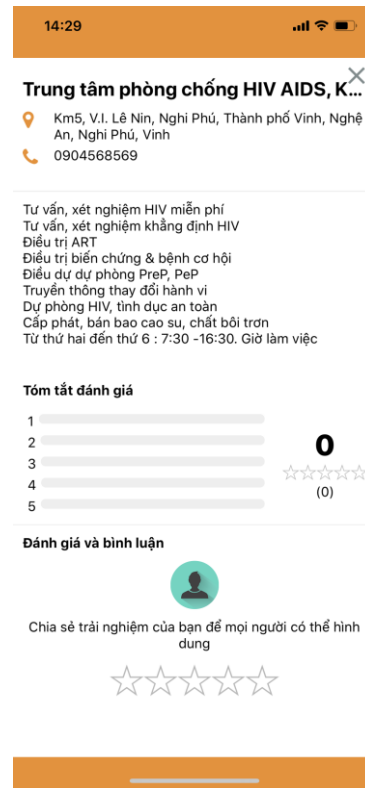 14:29
Trung tâm phòng chống HIV AIDS, K...
Km5, V.I. Lê Nin, Nghi Phú, Thành phố Vinh, Nghệ
An, Nghi Phú, Vinh
0904568569
Tư vấn, xét nghiệm HIV miễn phí
Tư vấn, xét nghiệm khẳng định HIV
Điều trị ART
Điều trị biến chứng & bệnh cơ hội
Điều dự dự phòng PreP, PeP
Truyền thông thay đổi hành vi
Dự phòng HIV, tình dục an toàn
Cấp phát, bán bao cao su, chất bôi trơn
Từ thứ hai đến thứ 6 : 7:30 -16:30. Giờ làm việc
Tóm tắt đánh giá
1
2
3
4
5
0
(0)
Đánh giá và bình luận
Chia sẻ trải nghiệm của bạn để mọi người có thể hình
dung